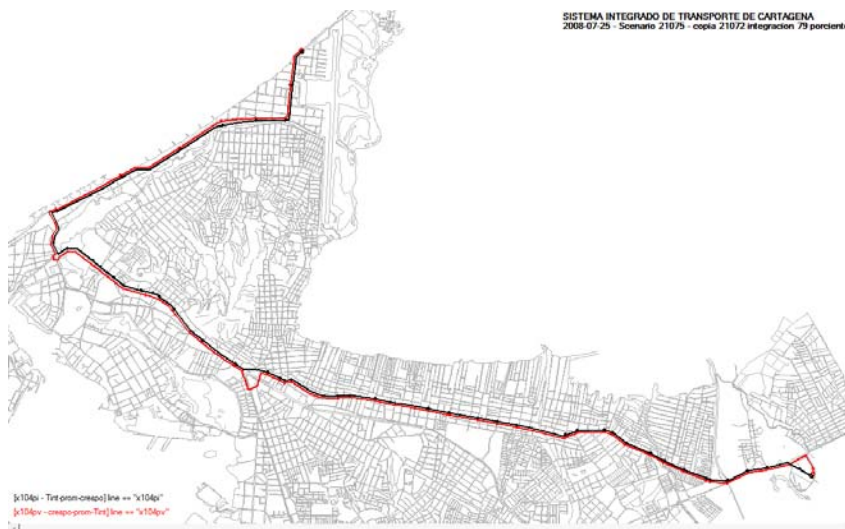 SISTEMA INTEGRADO DE TRANSPORTE DE CARTAGENA
2008-07-25 - Scenario 21075 - copia 21072 integracion 79 porciento
[x104pi - Tint-prom-crespo] line == "x104pi"
[x104pv - crespo-prom-Tint] line == "x104pv"